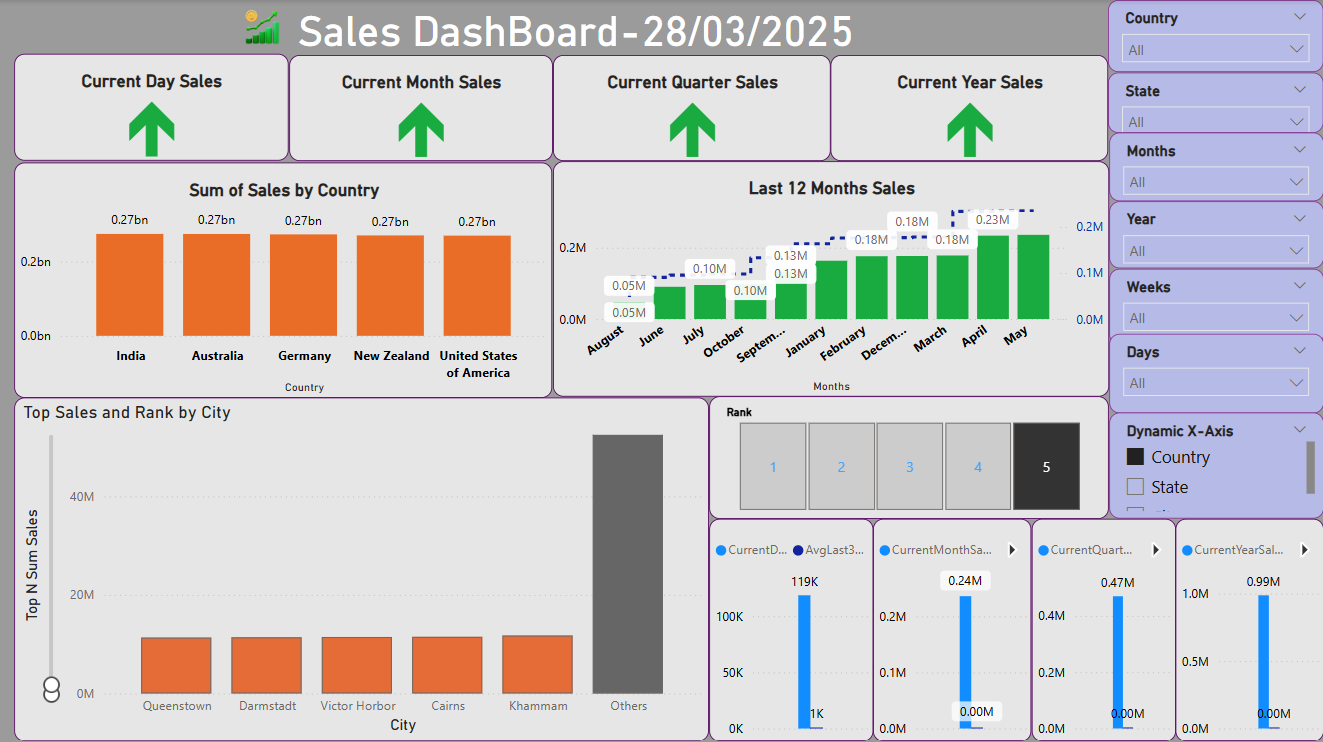 Sales DashBoard-28/03/2025
Current Day Sales
Current Month Sales
Current Quarter Sales
Current Year Sales
Sum of Sales by Country
0.27bn 0.27bn 0.27bn 0.27bn 0.27bn
0.2bn
0.0bn
India Australia Germany New Zealand United States
of America
Country
Last 12 Months Sales
0.2M
0.0M
0.05M
0.05M
0.10M
0.10M
0.13M
0.13M
0.18M
0.18M
0.18M
0.23M
0.2M
0.1M
0.0M
August June July October Septem... January February Decem... March April May
Months
Top Sales and Rank by City
Top N Sum Sales
40M
20M
0M
Queenstown Darmstadt Victor Horbor Cairns Khammam Others
City
Rank
1 2 3 4 5
CurrentD... AvgLast3...
119K
100K
50K
0K
1K
CurrentMonthSa...
0.24M
0.2M
0.1M
0.0M
0.00M
CurrentQuart...
0.47M
0.4M
0.2M
0.0M
0.00M
CurrentYearSal...
0.99M
1.0M
0.5M
0.0M
0.00M
Country
All
State
All
Months
All
Year
All
Weeks
All
Days
All
Dynamic X-Axis
Country
State